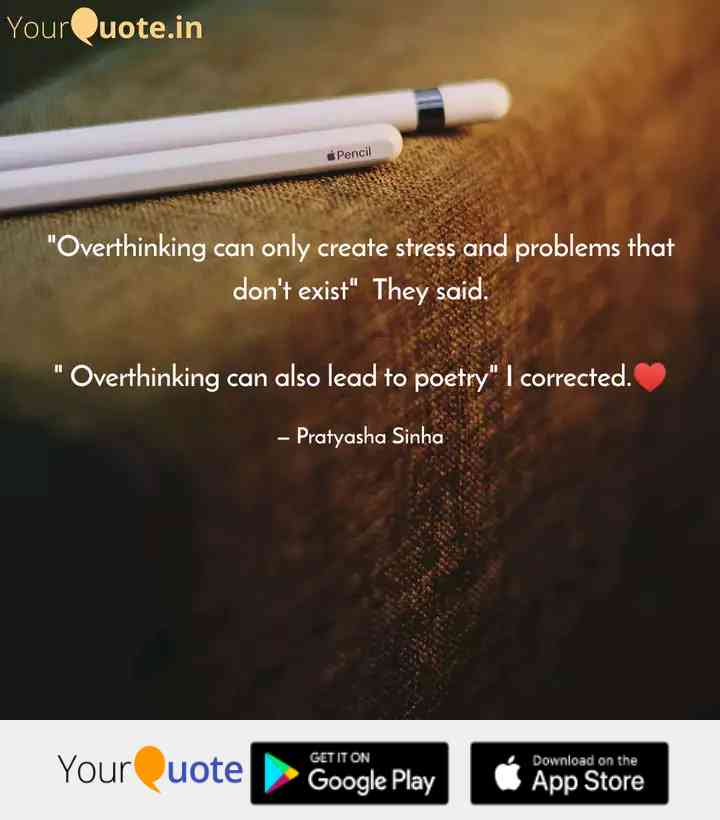 YourQuote.in
Pencil
"Overthinking can only create stress and problems that
don't exist"  They said.
" Overthinking can also lead to poetry" I corrected.♥️
– Pratyasha Sinha
YourQuote
GET IT ON
Google Play
Download on the
App Store